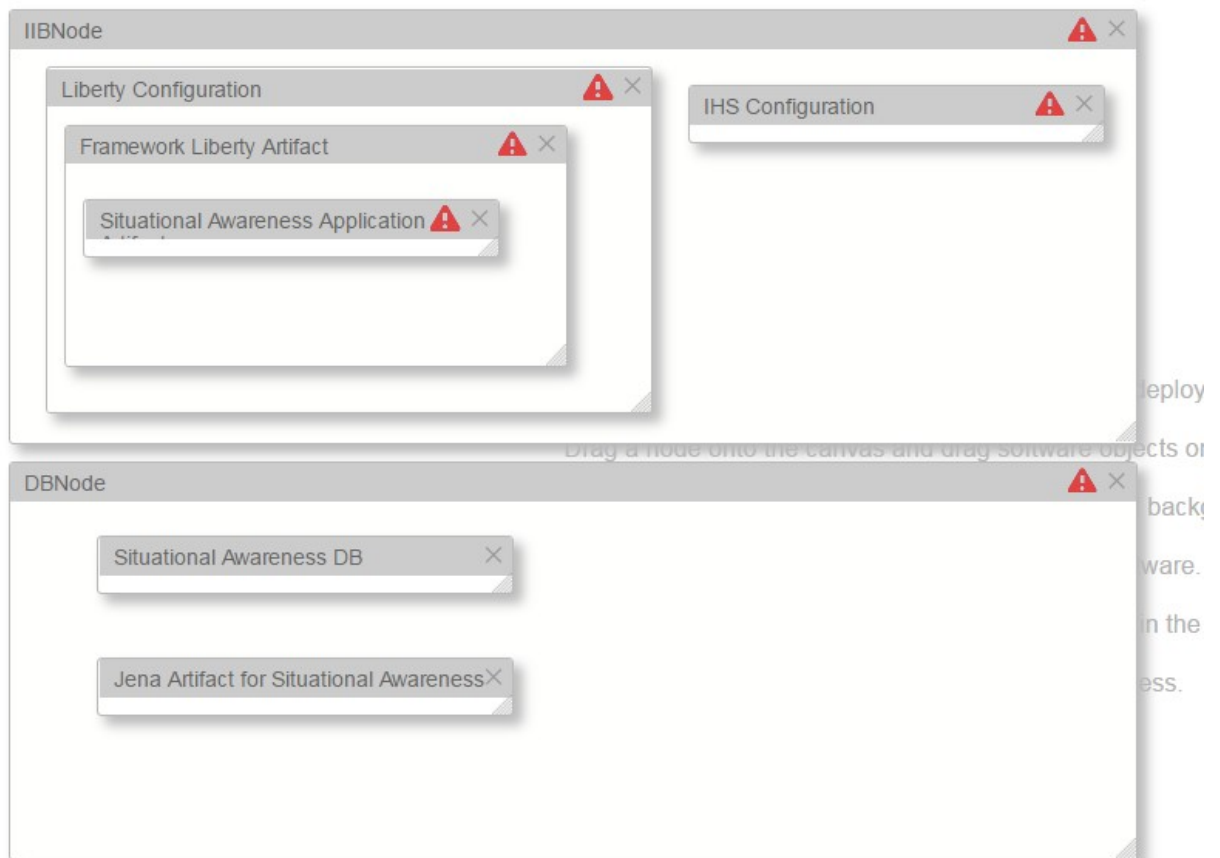 IIBNode
Liberty Configuration
IHS Configuration
Framework Liberty Artifact
Situational Awareness Application
deploy
Drag a node onto the canvas and drag software objects or
DBNode
backg
Situational Awareness DB
ware.
in the
Jena Artifact for Situational Awareness
ess.